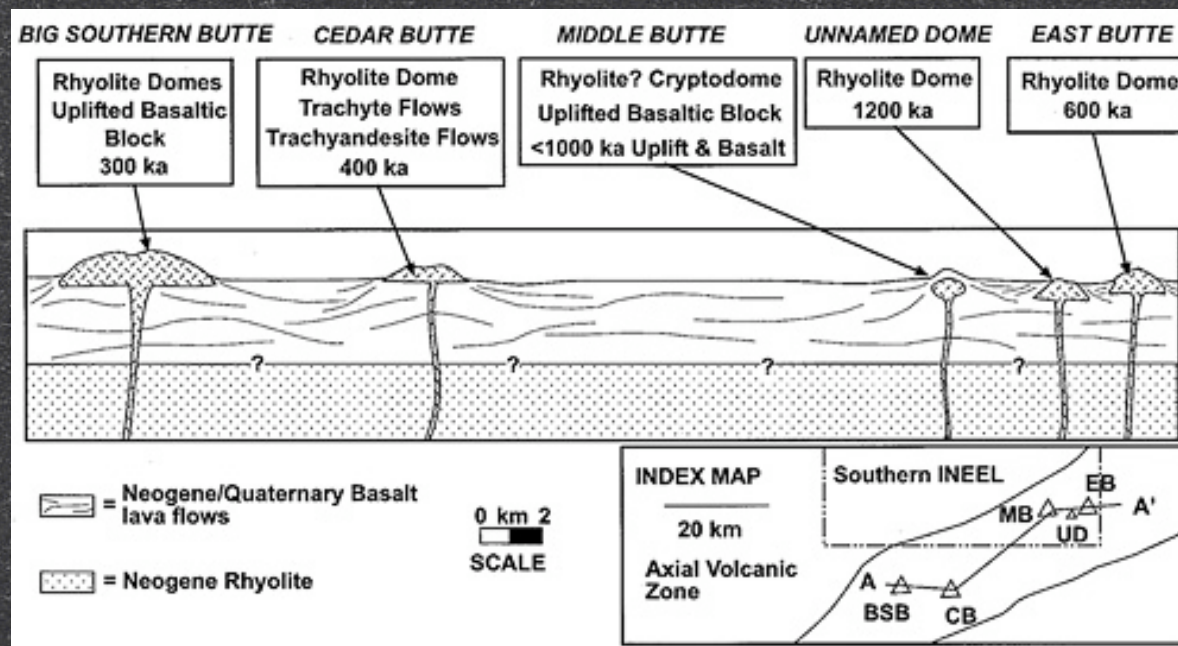 BIG SOUTHERN BUTTE
CEDAR BUTTE
MIDDLE BUTTE
UNNAMED DOME
EAST BUTTE
Rhyolite Domes
Uplifted Basaltic
Block
300 ka
Rhyolite Dome
Trachyte Flows
Trachyandesite Flows
400 ka
Rhyolite? Cryptodome
Uplifted Basaltic Block
<1000 ka Uplift & Basalt
Rhyolite Dome
1200 ka
Rhyolite Dome
600 ka
?
?
?
?
= Neogene/Quaternary Basalt
lava flows
= Neogene Rhyolite
0 km 2
SCALE
INDEX MAP
20 km
Axial Volcanic
Zone
Southern INEEL
EB
MB
A'
UD
A
BSB
CB